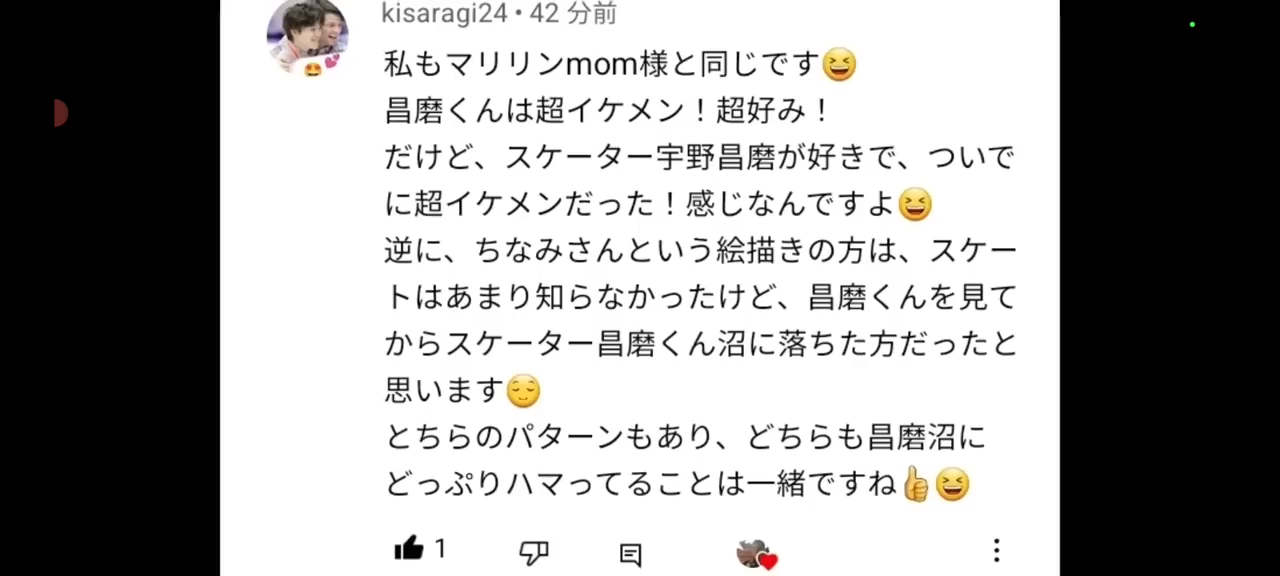 kisaragi24 • 42 分前
私もマリリンmom様と同じです😆
昌磨くんは超イケメン！超好み！
だけど、スケーター宇野昌磨が好きで、ついで
に超イケメンだった！感じなんですよ😆
逆に、ちなみさんという絵描きの方は、スケー
トはあまり知らなかったけど、昌磨くんを見て
からスケーター昌磨くん沼に落ちた方だったと
思います😌
とちらのパターンもあり、どちらも昌磨沼に
どっぷりハマってることは一緒ですね👍😆
1